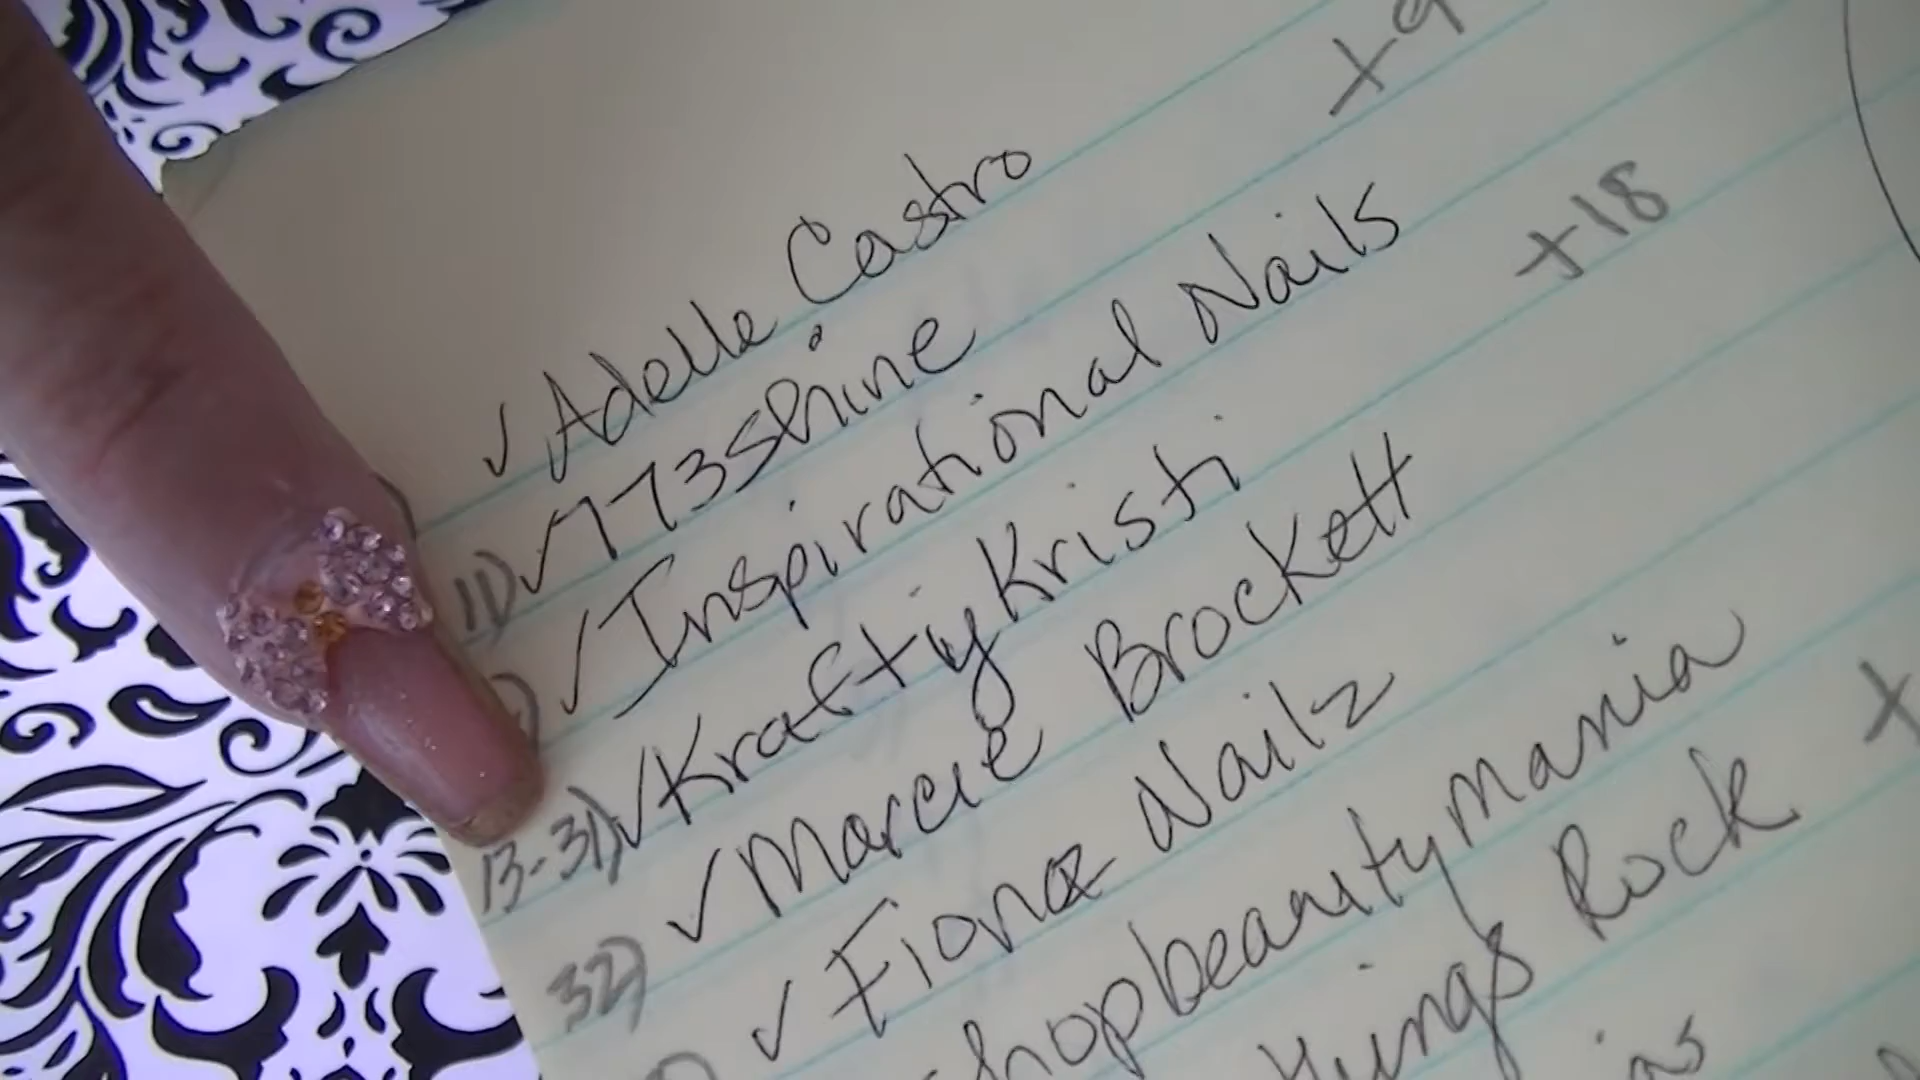 ✓ Adelle Castro +9
11) ✓ 773shine
✓ Inspirational Nails +18
13-31) ✓ KraftyKristi
32) ✓ Marcie Brockett
✓ Fiona Nailz
shopbeautymania
Rock +